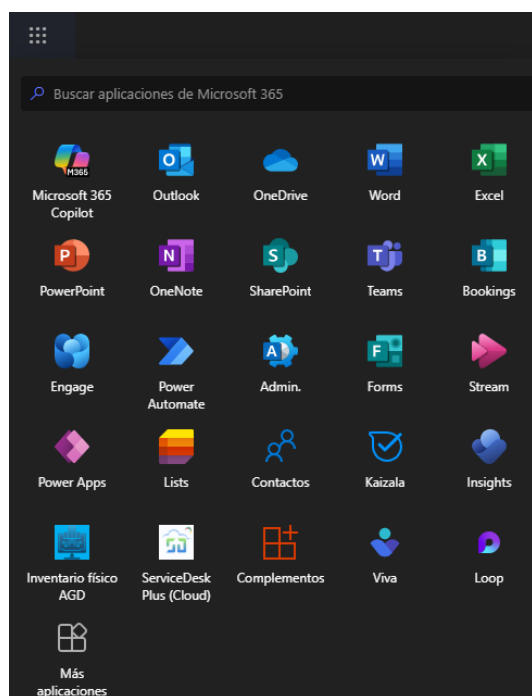 Buscar aplicaciones de Microsoft 365
M365
Microsoft 365
Copilot
O
Outlook
OneDrive
W
Word
X
Excel
P
PowerPoint
N
OneNote
S
SharePoint
T
Teams
B
Bookings
Engage
Power
Automate
A
Admin.
F
Forms
Stream
Power Apps
Lists
Contactos
Kaizala
Insights
Inventario físico
AGD
SD
ServiceDesk
Plus (Cloud)
Complementos
Viva
Loop
Más
aplicaciones